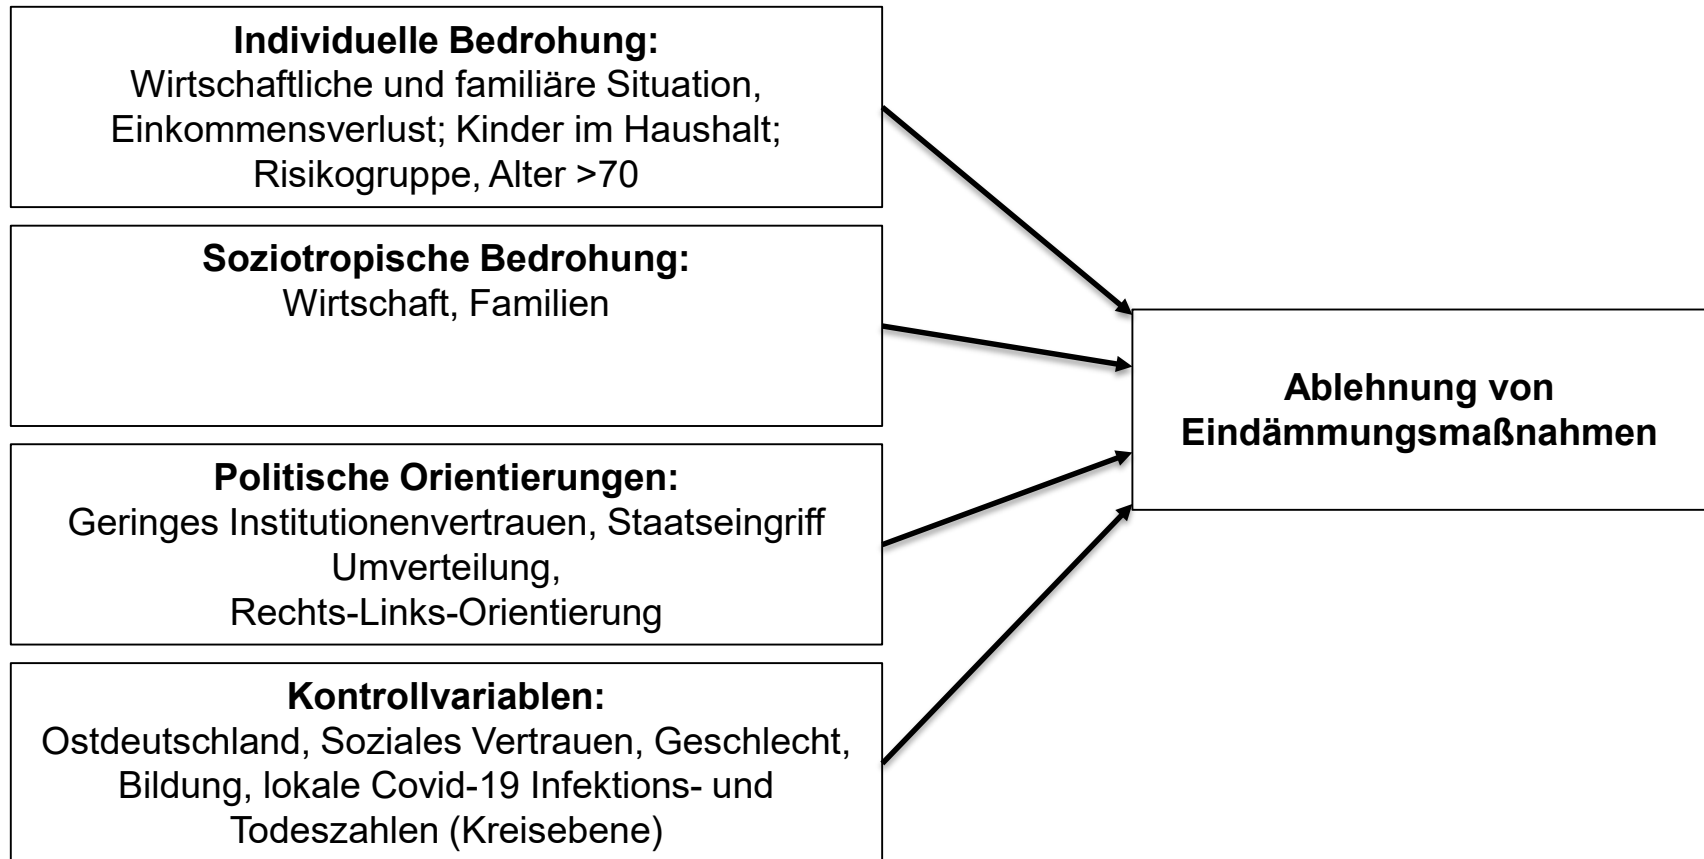 Individuelle Bedrohung:
Wirtschaftliche und familiäre Situation,
Einkommensverlust; Kinder im Haushalt;
Risikogruppe, Alter >70
Soziotropische Bedrohung:
Wirtschaft, Familien
Politische Orientierungen:
Geringes Institutionenvertrauen, Staatseingriff
Umverteilung,
Rechts-Links-Orientierung
Kontrollvariablen:
Ostdeutschland, Soziales Vertrauen, Geschlecht,
Bildung, lokale Covid-19 Infektions- und
Todeszahlen (Kreisebene)
Ablehnung von
Eindämmungsmaßnahmen